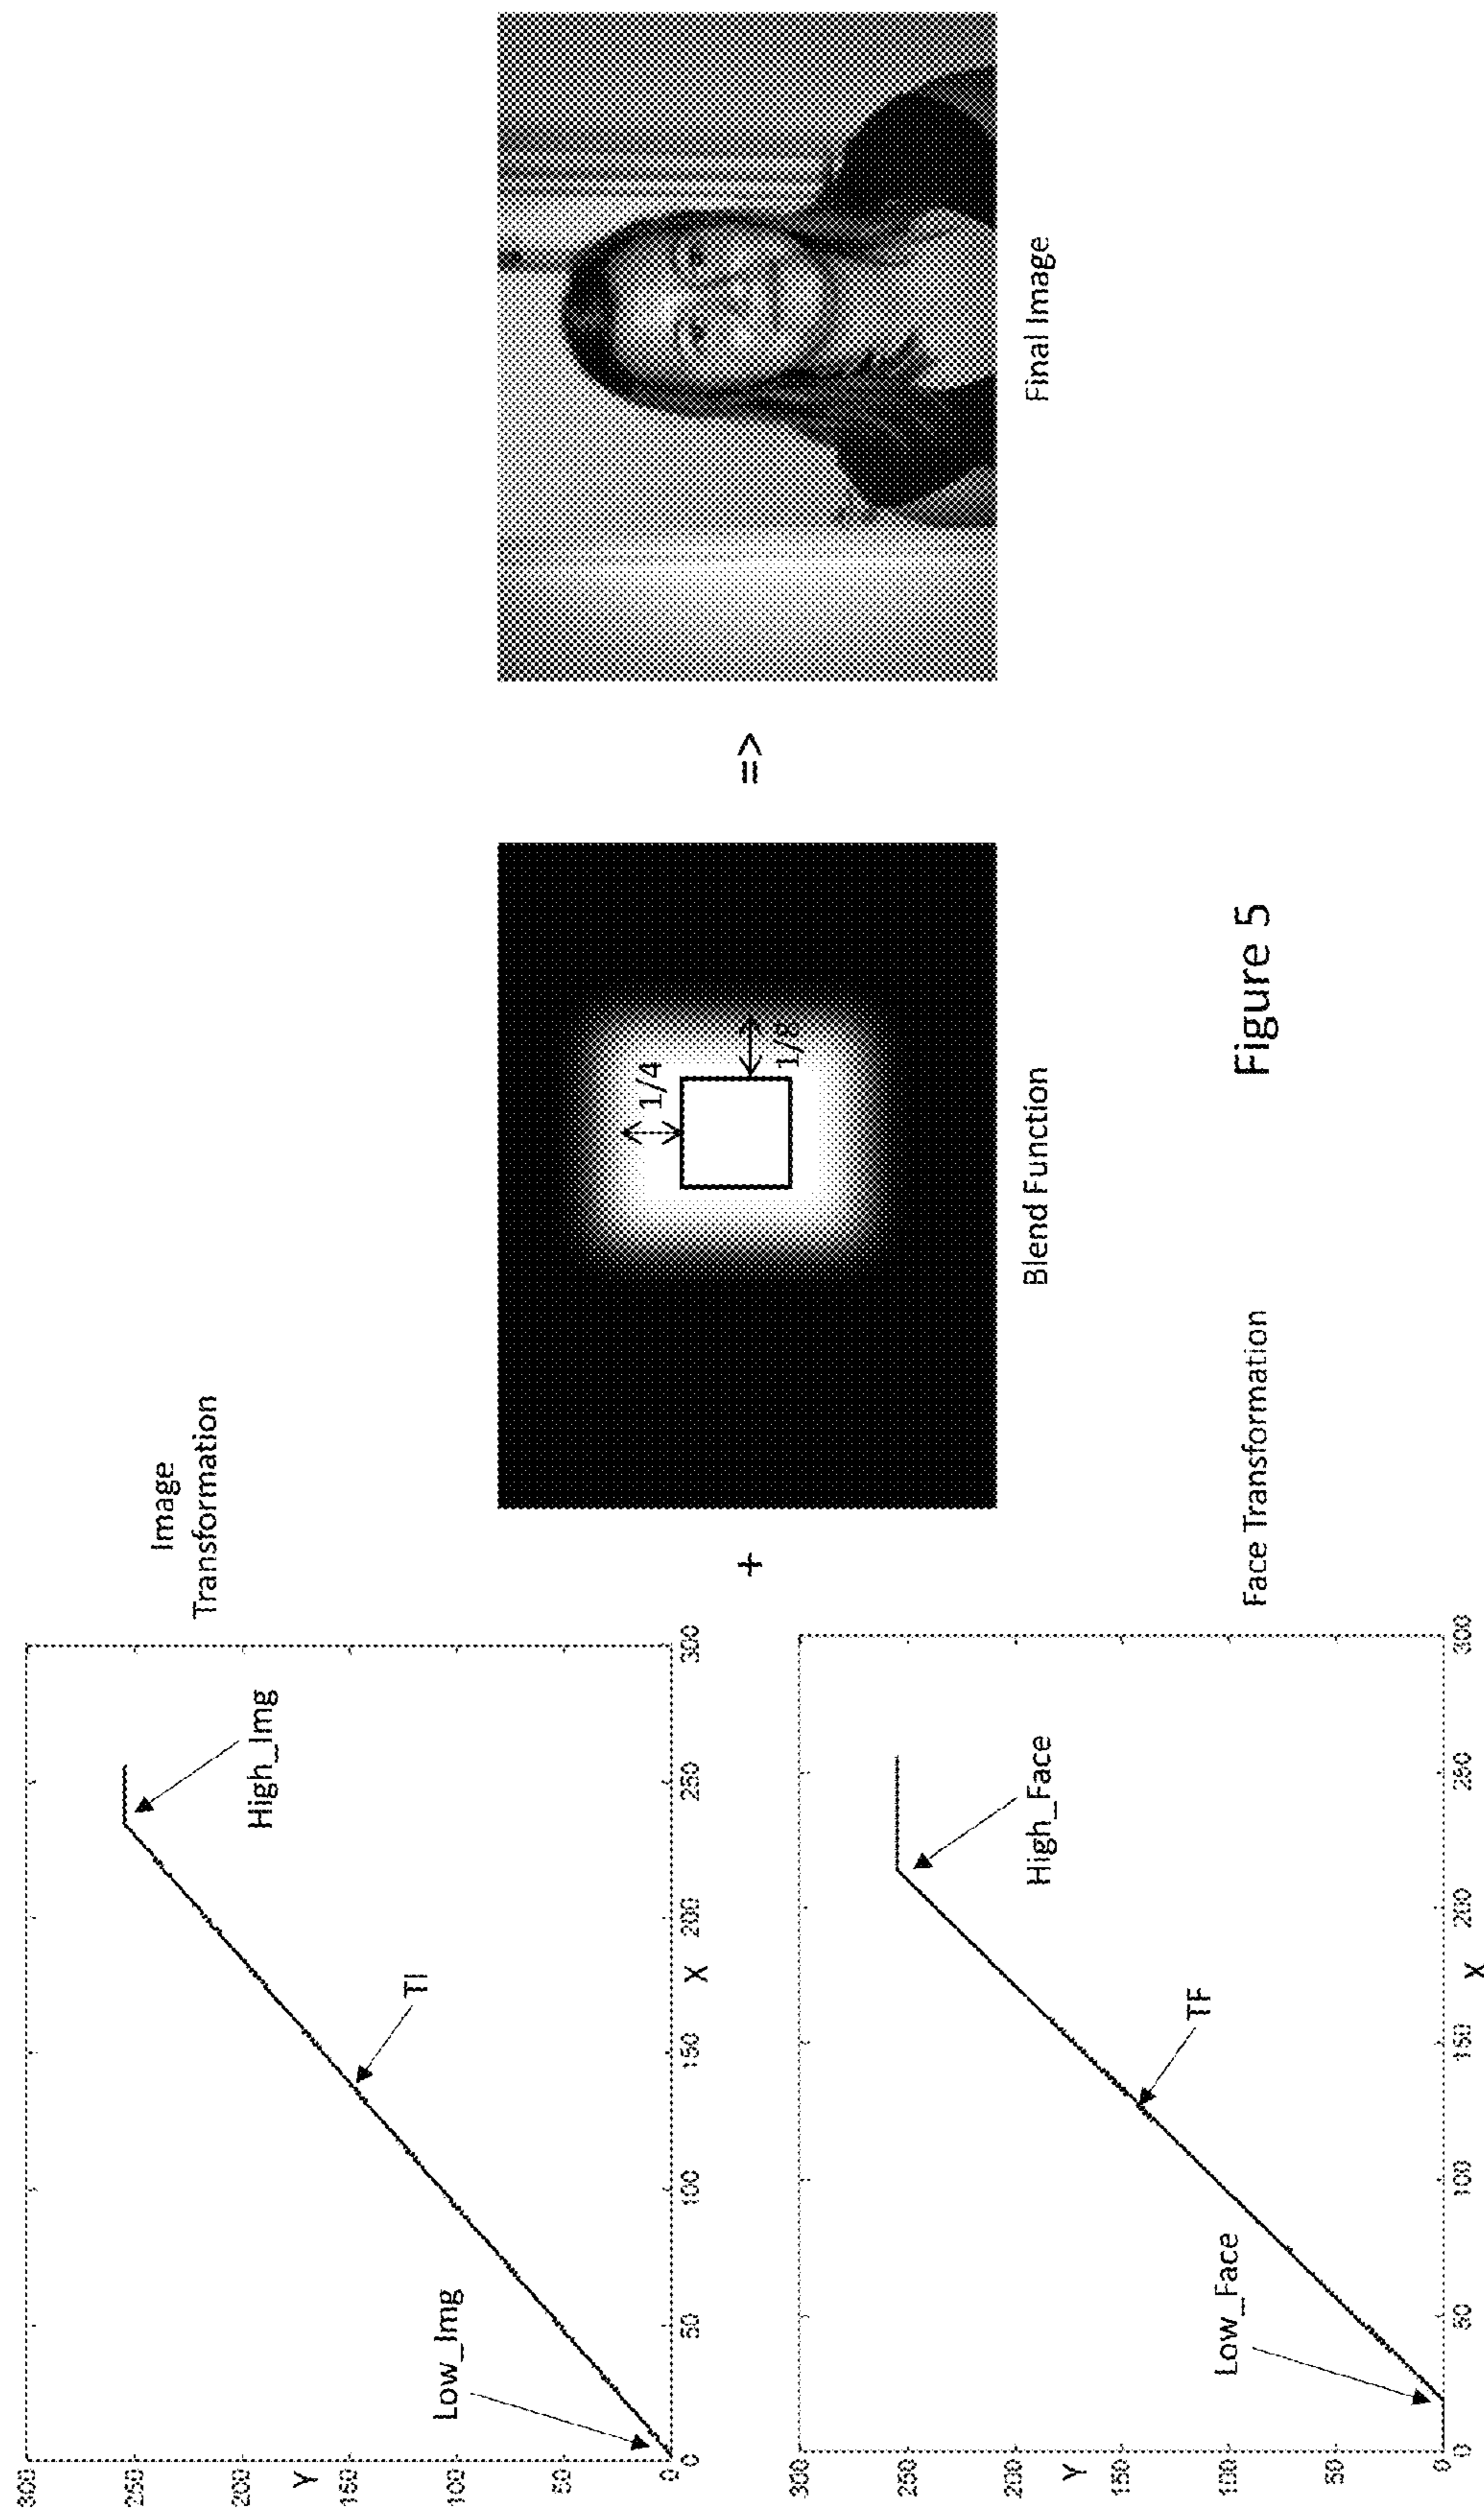 Image
Transformation
300
250
200
150
100
50
0
Y
0
50
100
150
200
250
300
X
Low_Img
TI
High_Img
+
1/4
1/8
Blend Function
=>
Final Image
Face Transformation
300
250
200
150
100
50
0
Y
0
50
100
150
200
250
300
X
Low_Face
TF
High_Face
Figure 5